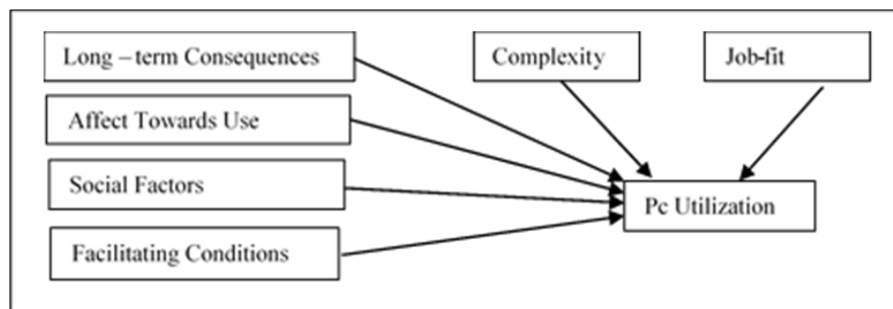 Long – term Consequences
Complexity
Job-fit
Affect Towards Use
Social Factors
Pc Utilization
Facilitating Conditions